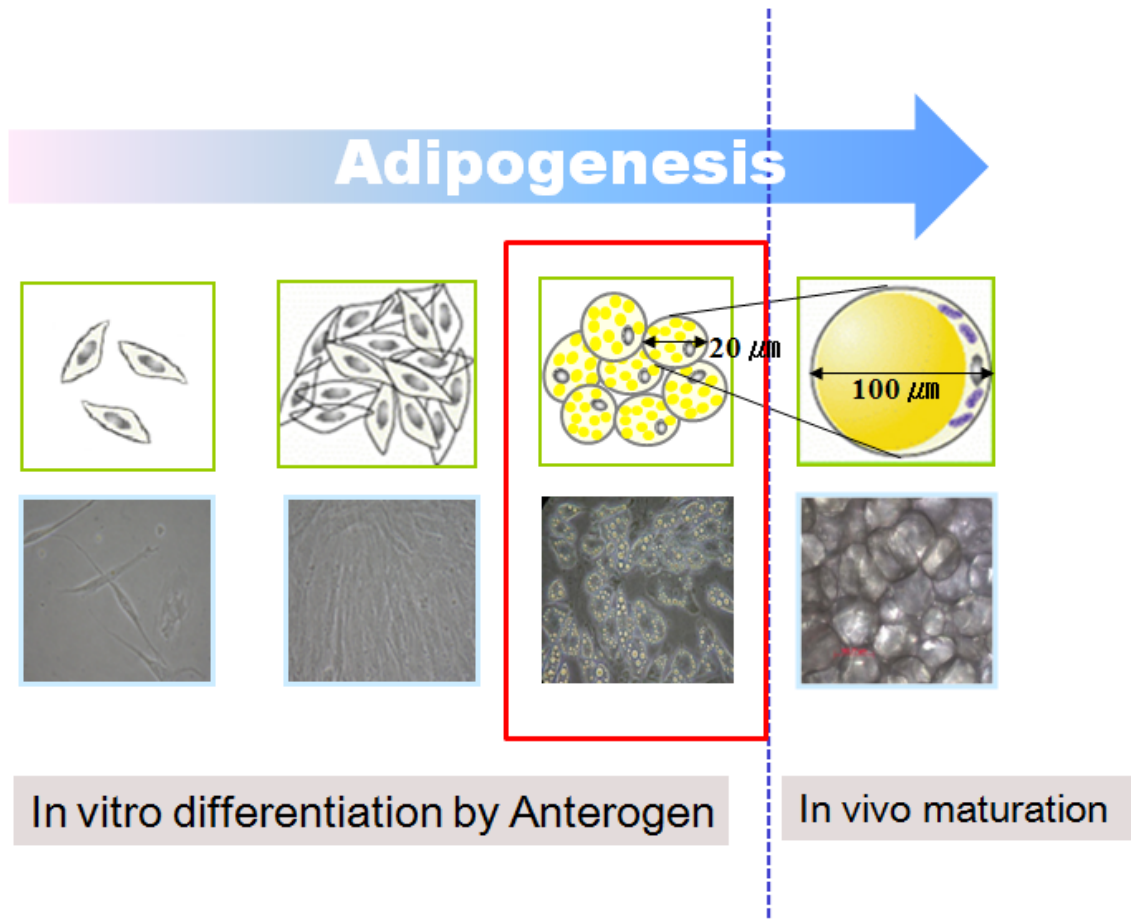 Adipogenesis
20 ㎛
100 ㎛
In vitro differentiation by Anterogen
In vivo maturation